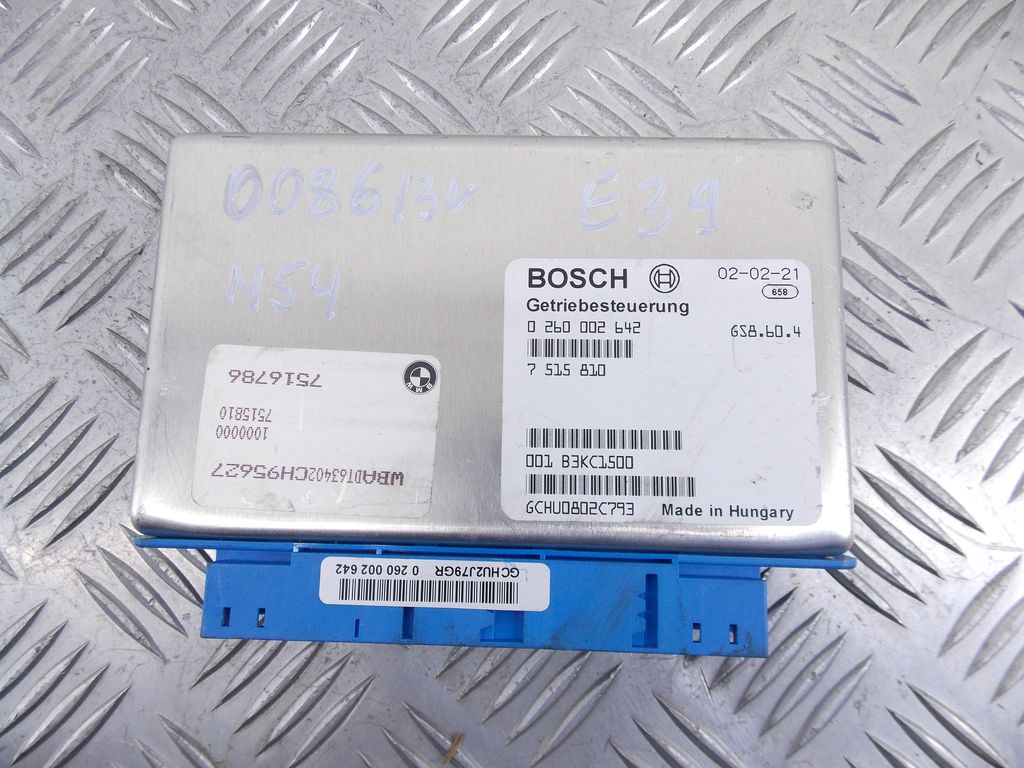 008613v E39
M54
BOSCH 02-02-21
658
Getriebesteuerung
0 260 002 642 GS8.60.4
7 515 810
001 B3KC1500
GCHU0802C793 Made in Hungary
BMW
7516786
7515810
1000000
WBADT63402CH95627
GCHU2J79GR 0 260 002 642